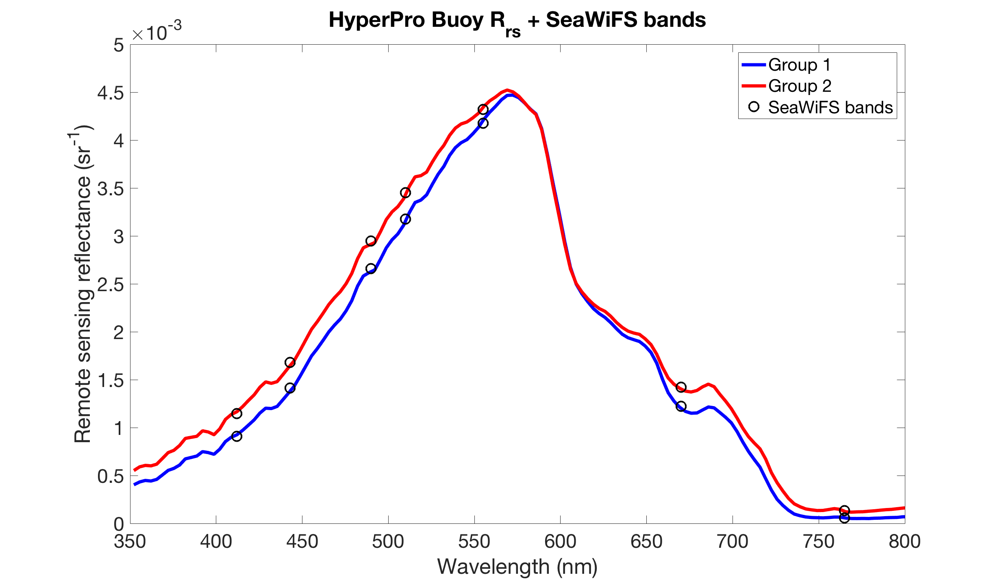 HyperPro Buoy Rrs + SeaWiFS bands
×10-3
5
4.5
4
3.5
3
2.5
2
1.5
1
0.5
0
Remote sensing reflectance (sr-1)
Group 1
Group 2
SeaWiFS bands
350 400 450 500 550 600 650 700 750 800
Wavelength (nm)